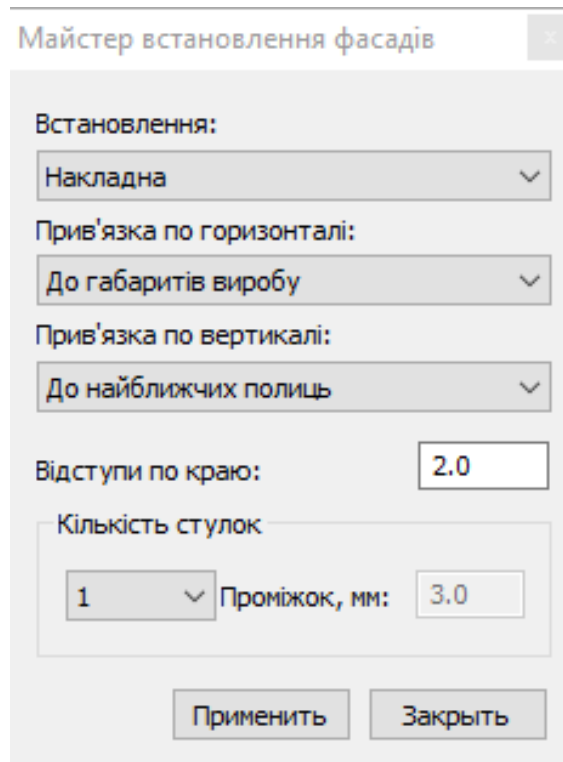 Майстер встановлення фасадів
x
Встановлення:
Накладна
Прив'язка по горизонталі:
До габаритів виробу
Прив'язка по вертикалі:
До найближчих полиць
Відступи по краю: 2.0
Кількість стулок
1 Проміжок, мм: 3.0
Применить Закрыть